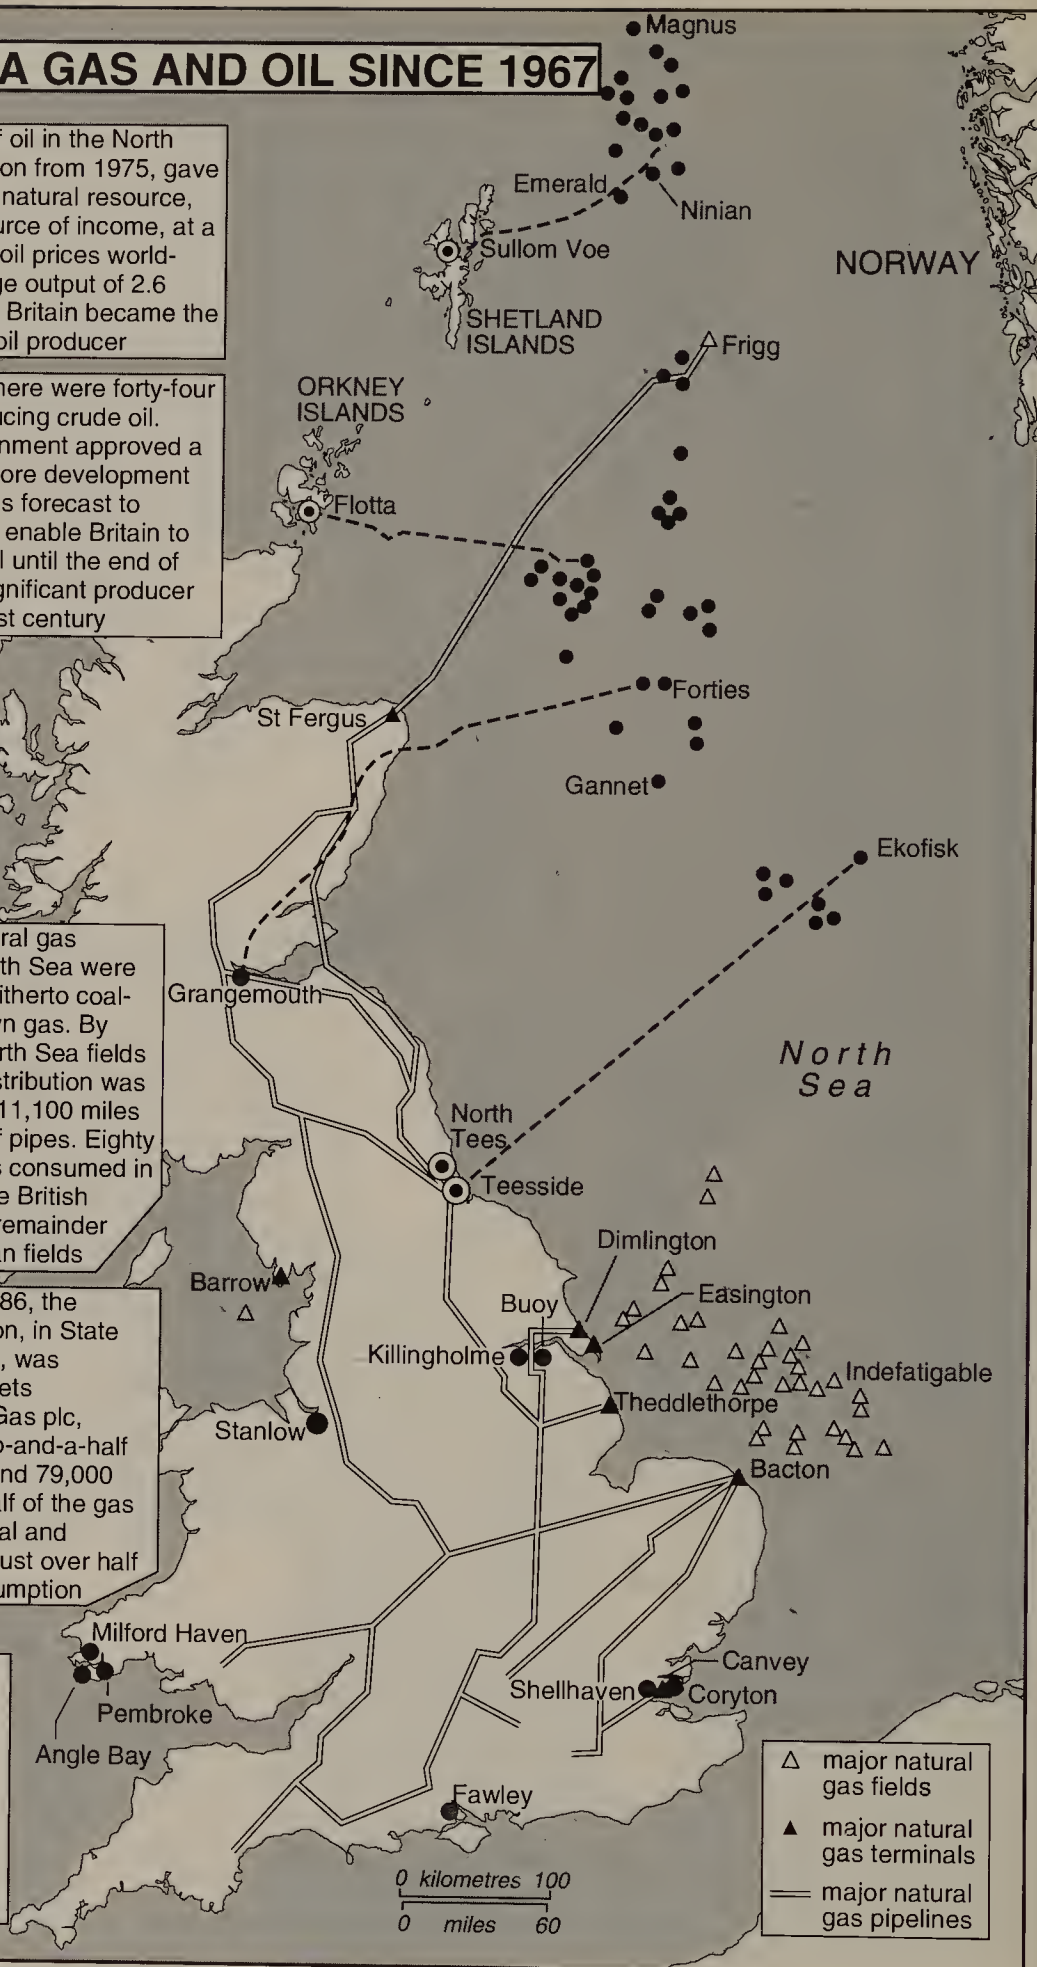 A GAS AND OIL SINCE 1967
f oil in the North
on from 1975, gave
natural resource,
urce of income, at a
oil prices world-
ge output of 2.6
Britain became the
oil producer
here were forty-four
ucing crude oil.
nment approved a
ore development
s forecast to
enable Britain to
l until the end of
gnificant producer
st century
ral gas
th Sea were
itherto coal-
vn gas. By
rth Sea fields
stribution was
11,100 miles
f pipes. Eighty
s consumed in
e British
remainder
an fields
86, the
on, in State
, was
ets
Gas plc,
o-and-a-half
nd 79,000
alf of the gas
al and
ust over half
umption
Magnus
Emerald
Ninian
Sullom Voe
NORWAY
SHETLAND
ISLANDS
Frigg
ORKNEY
ISLANDS
Flotta
St Fergus
Forties
Gannet
Ekofisk
Grangemouth
North
Sea
North
Tees
Teesside
Dimlington
Barrow
Buoy
Easington
Killingholme
Indefatigable
Theddlethorpe
Stanlow
Bacton
Milford Haven
Canvey
Shellhaven
Coryton
Pembroke
Angle Bay
Fawley
0 kilometres 100
0 miles 60
major natural
gas fields
major natural
gas terminals
major natural
gas pipelines